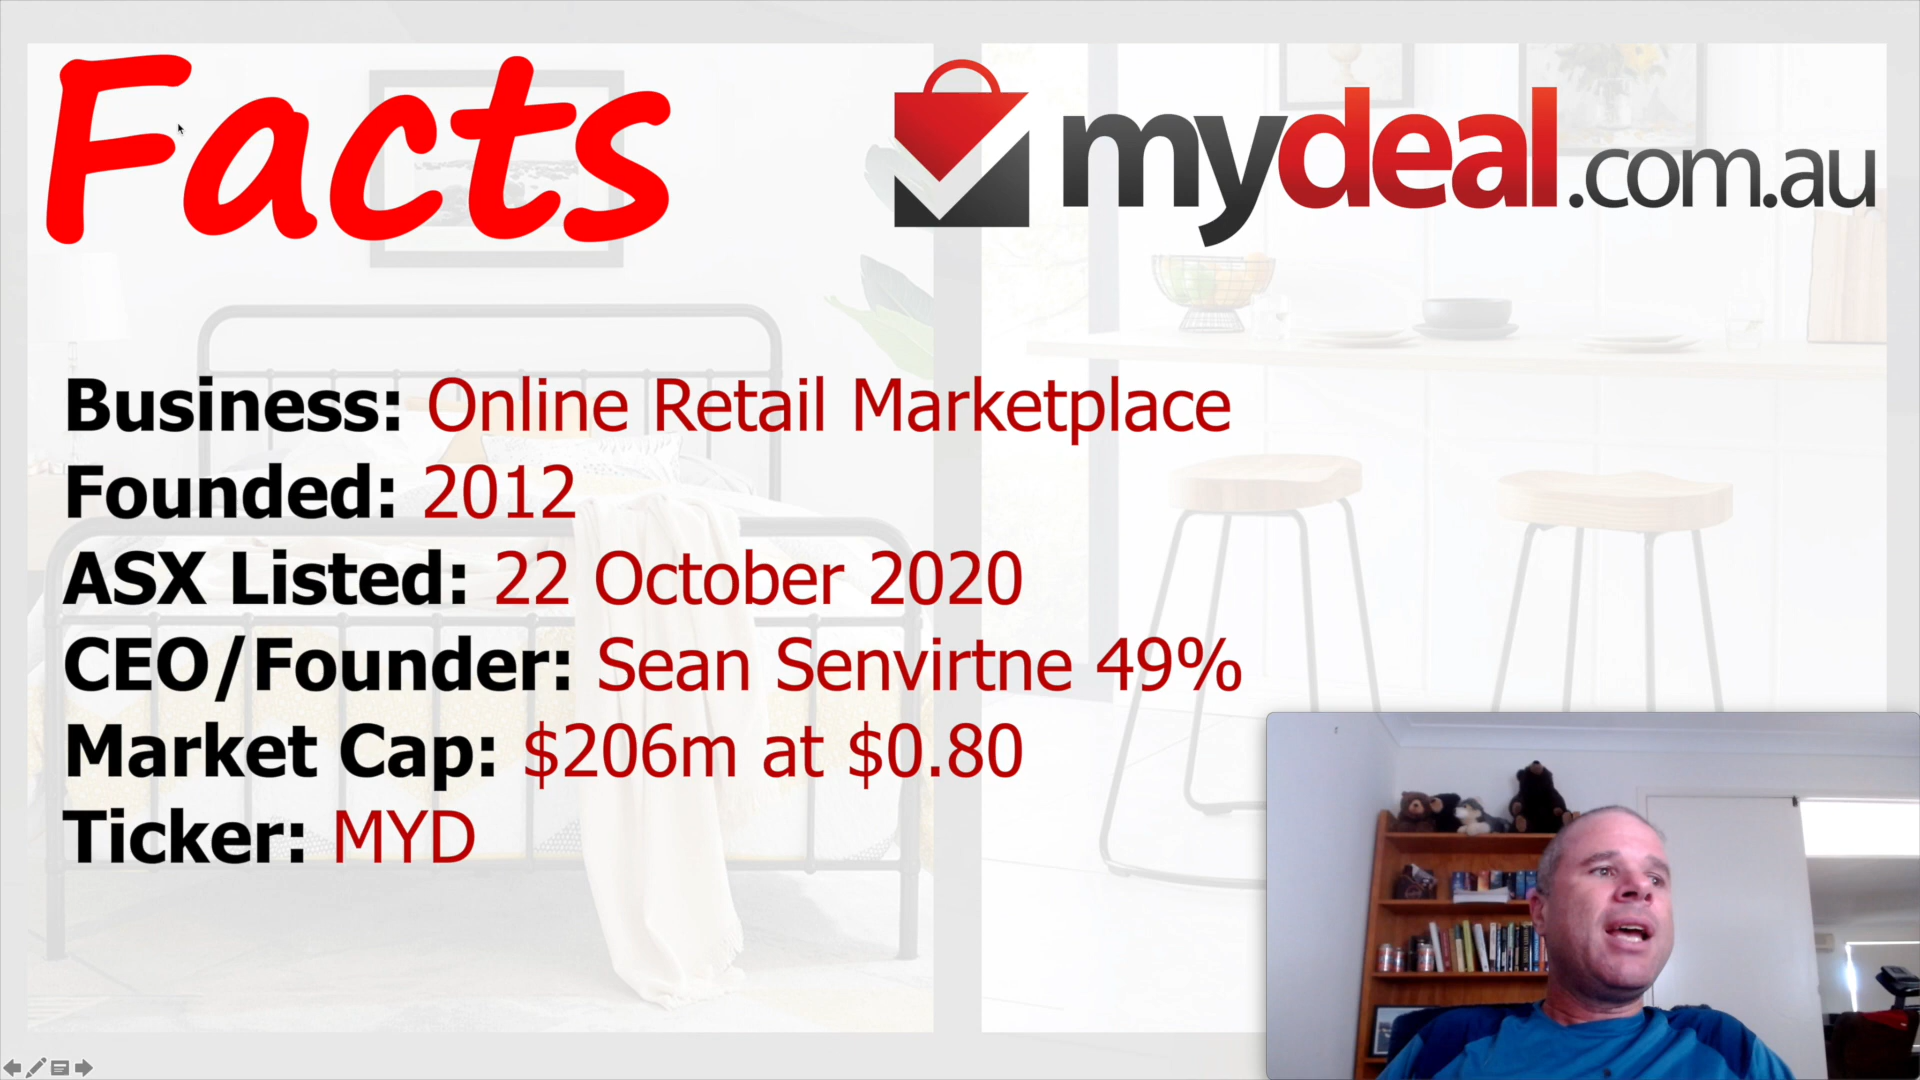 Facts
mydeal.com.au
Business: Online Retail Marketplace
Founded: 2012
ASX Listed: 22 October 2020
CEO/Founder: Sean Senvirtne 49%
Market Cap: $206m at $0.80
Ticker: MYD